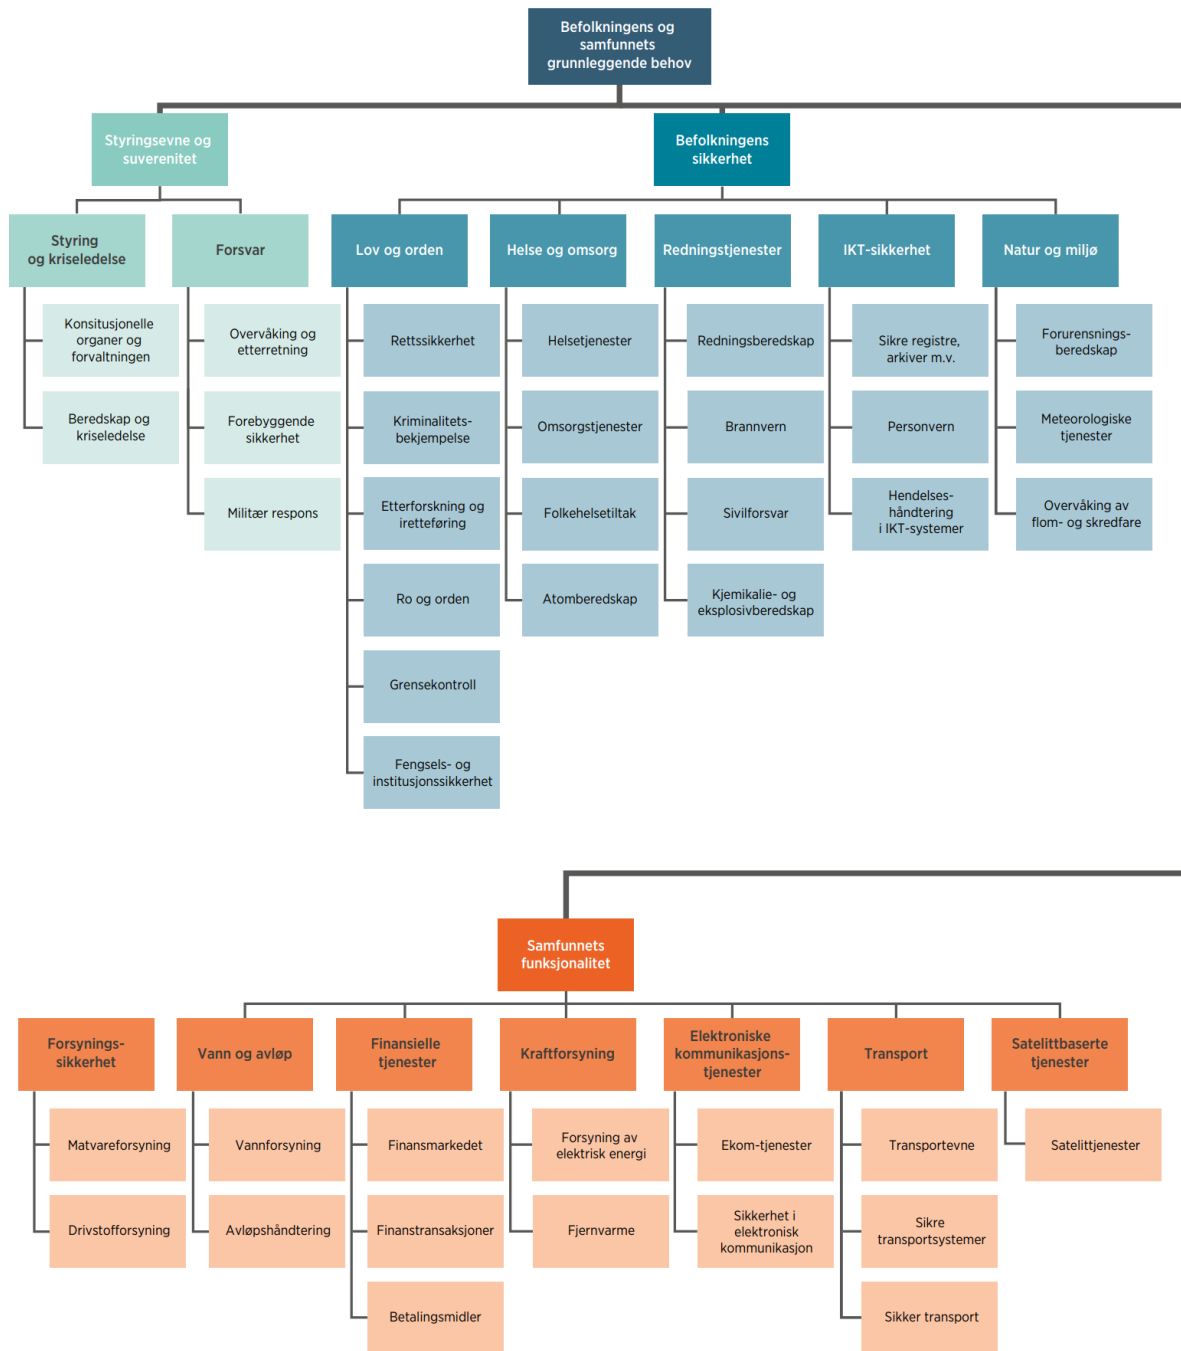 Befolkningens og
samfunnets
grunnleggende behov
Styringsevne og
suverenitet
Befolkningens
sikkerhet
Styring
og kriseledelse
Forsvar
Lov og orden
Helse og omsorg
Redningstjenester
IKT-sikkerhet
Natur og miljø
Konsitusjonelle
organer og
forvaltningen
Beredskap og
kriseledelse
Overvåking og
etterretning
Forebyggende
sikkerhet
Militær respons
Rettssikkerhet
Kriminalitets-
bekjempelse
Etterforskning og
iretteføring
Ro og orden
Grensekontroll
Fengsels- og
institusjonssikkerhet
Helsetjenester
Omsorgstjenester
Folkehelsetiltak
Atomberedskap
Redningsberedskap
Brannvern
Sivilforsvar
Kjemikalie- og
eksplosivberedskap
Sikre registre,
arkiver m.v.
Personvern
Hendelses-
håndtering
i IKT-systemer
Forurensnings-
beredskap
Meteorologiske
tjenester
Overvåking av
flom- og skredfare
Samfunnets
funksjonalitet
Forsynings-
sikkerhet
Vann og avløp
Finansielle
tjenester
Kraftforsyning
Elektroniske
kommunikasjons-
tjenester
Transport
Satelittbaserte
tjenester
Matvareforsyning
Drivstofforsyning
Vannforsyning
Avløpshåndtering
Finansmarkedet
Finanstransaksjoner
Betalingsmidler
Forsyning av
elektrisk energi
Fjernvarme
Ekom-tjenester
Sikkerhet i
elektronisk
kommunikasjon
Transportevne
Sikre
transportsystemer
Sikker transport
Satelittjenester